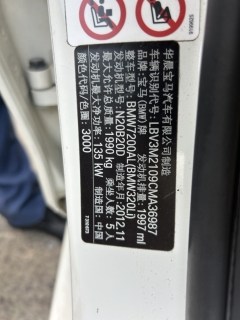 华晨宝马汽车有限公司制造
车辆识别代号：LBV3M2109CMA36987
品牌：宝马(BMW)牌 发动机排量：1997 ml
整车型号：BMW7200AL(BMW320Li)
发动机型号：N20B20D 制造年月：2012.11
最大允许总质量：1990 kg 乘坐人数：5人
发动机最大净功率：135 kW 制造国：中国
颜色代码/色圈：3000